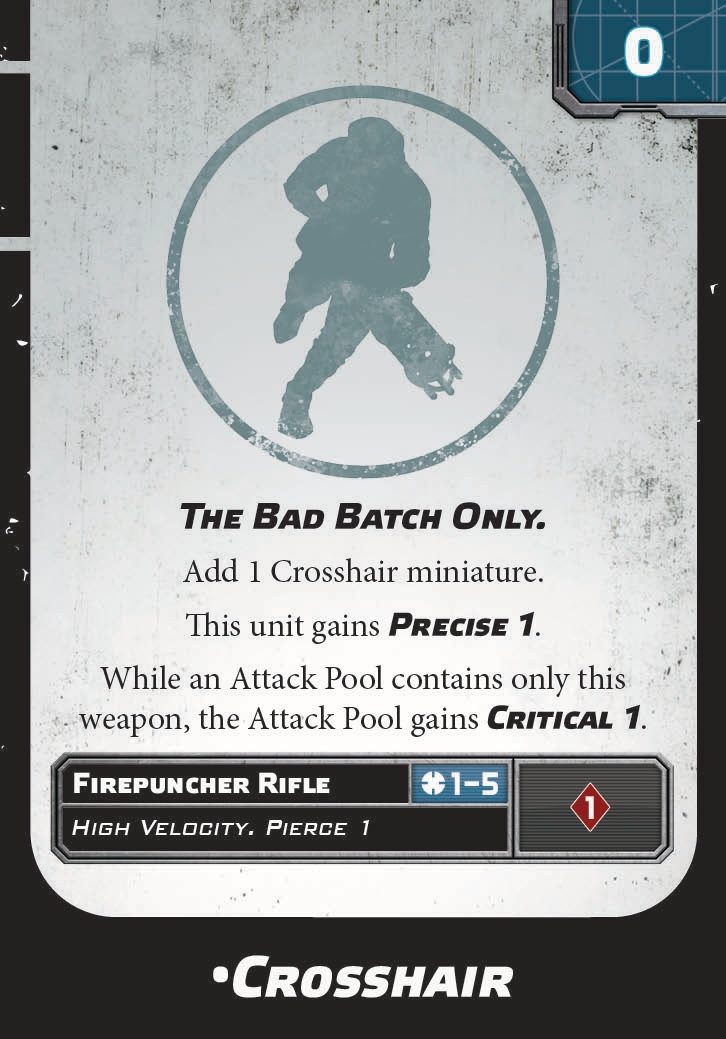 0
The Bad Batch Only.
Add 1 Crosshair miniature.
This unit gains Precise 1.
While an Attack Pool contains only this
weapon, the Attack Pool gains Critical 1.
Firepuncher Rifle 1–5
High Velocity. Pierce 1
1
•Crosshair